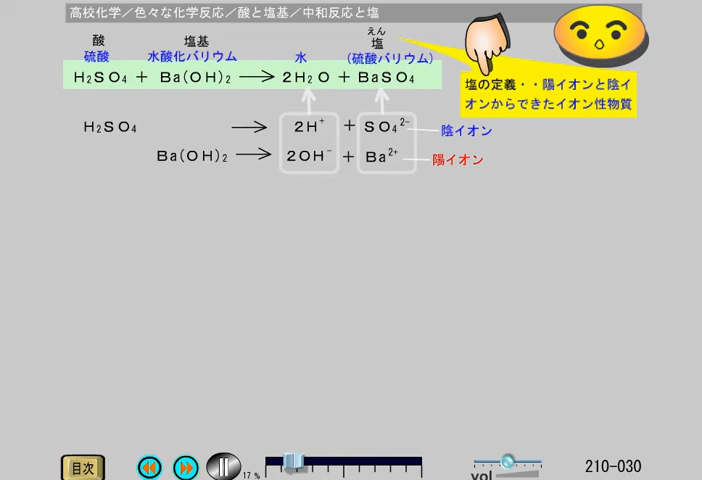 高校化学／色々な化学反応／酸と塩基／中和反応と塩
酸 塩基 えん 塩
硫酸 水酸化バリウム 水 (硫酸バリウム)
H₂SO₄ + Ba(OH)₂ → 2H₂O + BaSO₄
塩の定義・・陽イオンと陰イ
オンからできたイオン性物質
H₂SO₄ → 2H⁺ + SO₄²⁻ 陰イオン
Ba(OH)₂ → 2OH⁻ + Ba²⁺ 陽イオン
目次 17% vol 210-030